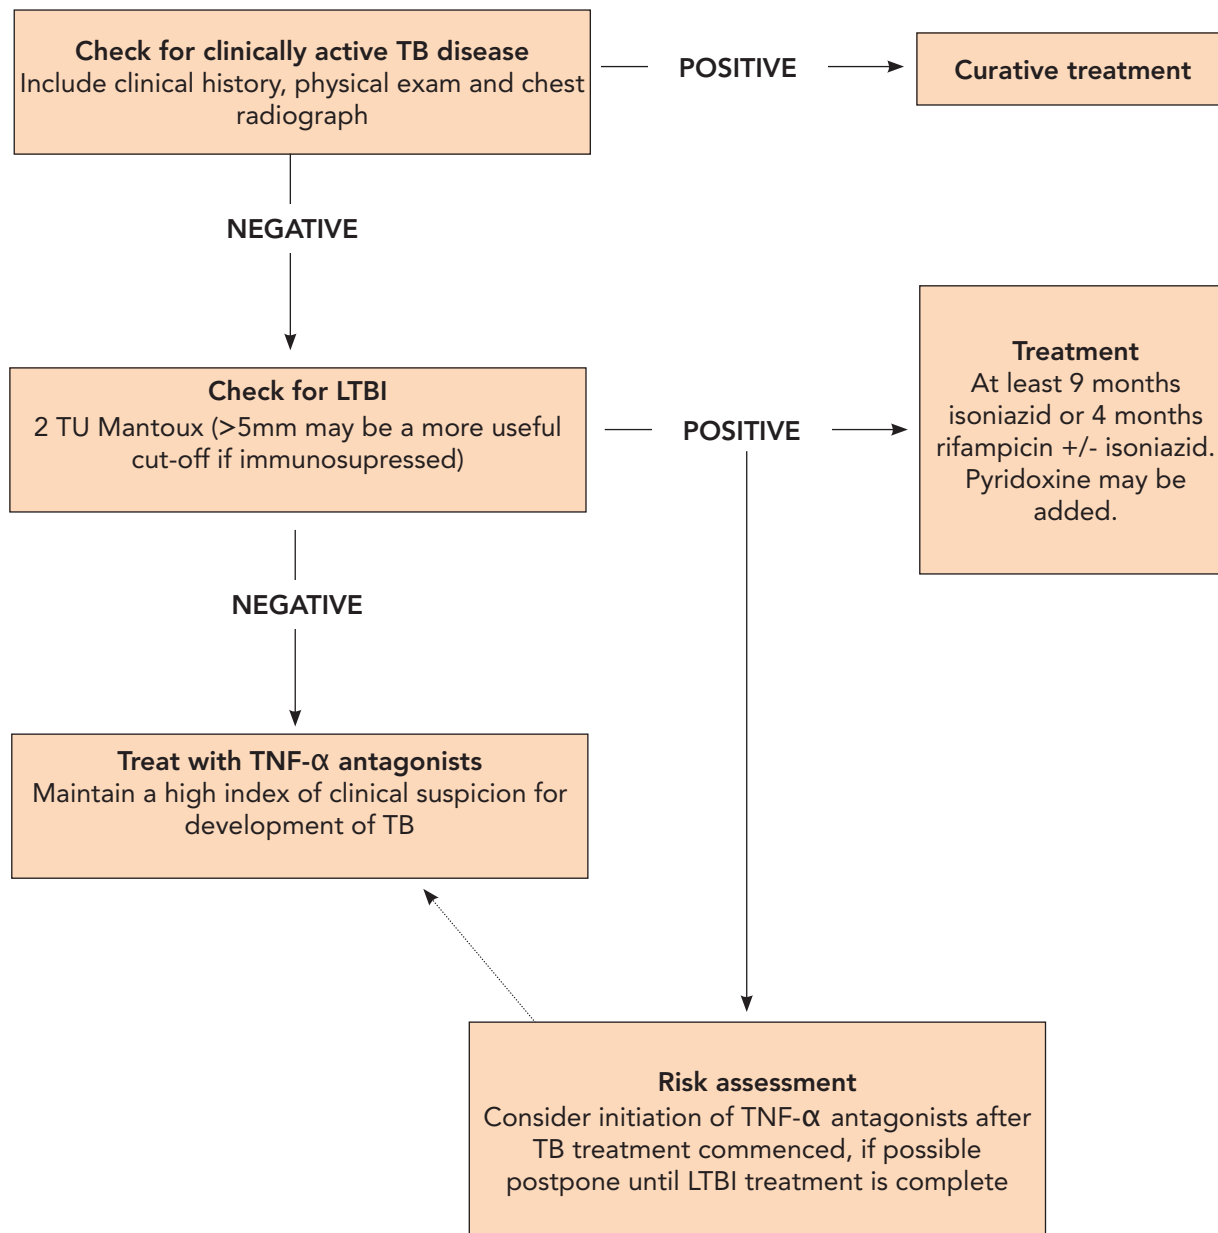 Check for clinically active TB disease
Include clinical history, physical exam and chest
radiograph
POSITIVE
Curative treatment
NEGATIVE
Check for LTBI
2 TU Mantoux (>5mm may be a more useful
cut-off if immunosupressed)
POSITIVE
Treatment
At least 9 months
isoniazid or 4 months
rifampicin +/- isoniazid.
Pyridoxine may be
added.
NEGATIVE
Treat with TNF-α antagonists
Maintain a high index of clinical suspicion for
development of TB
Risk assessment
Consider initiation of TNF-α antagonists after
TB treatment commenced, if possible
postpone until LTBI treatment is complete